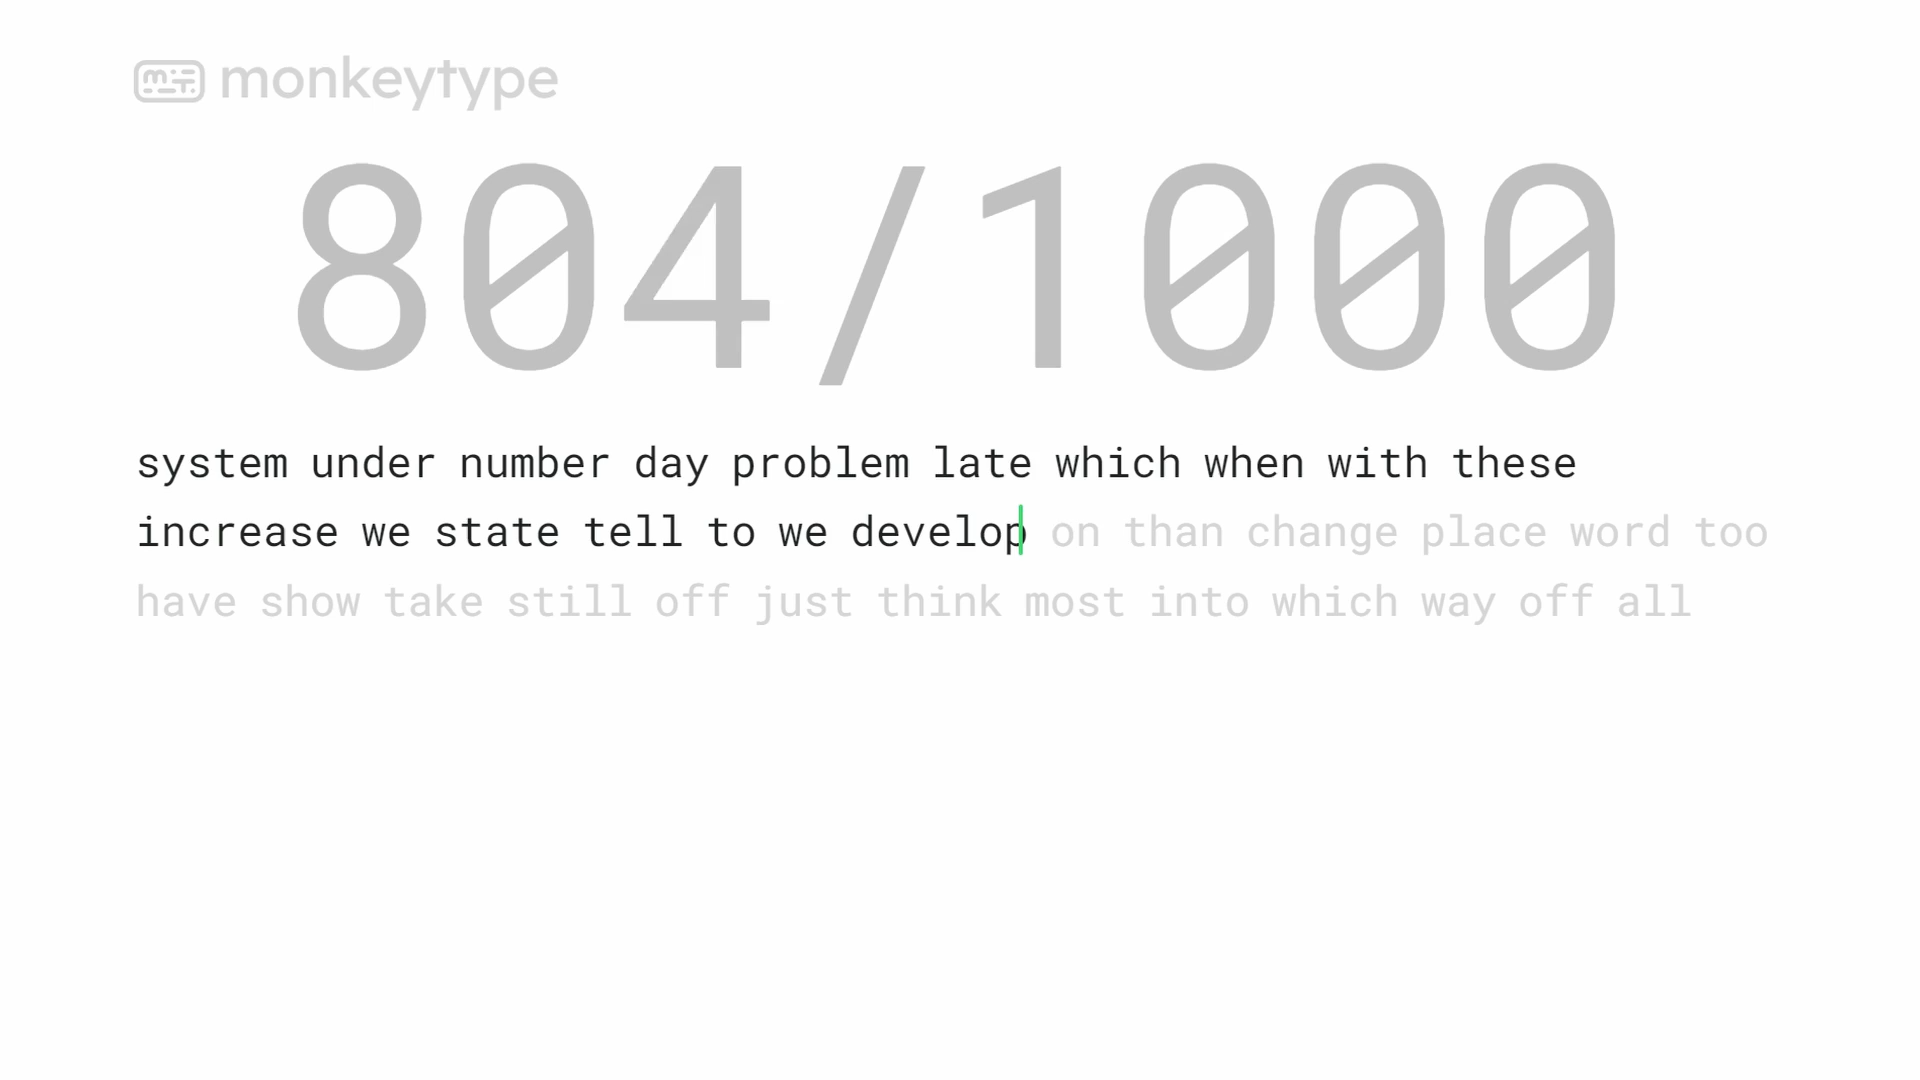 monkeytype
804/1000
system under number day problem late which when with these
increase we state tell to we develop on than change place word too
have show take still off just think most into which way off all